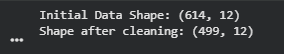 Initial Data Shape: (614, 12)
Shape after cleaning: (499, 12)